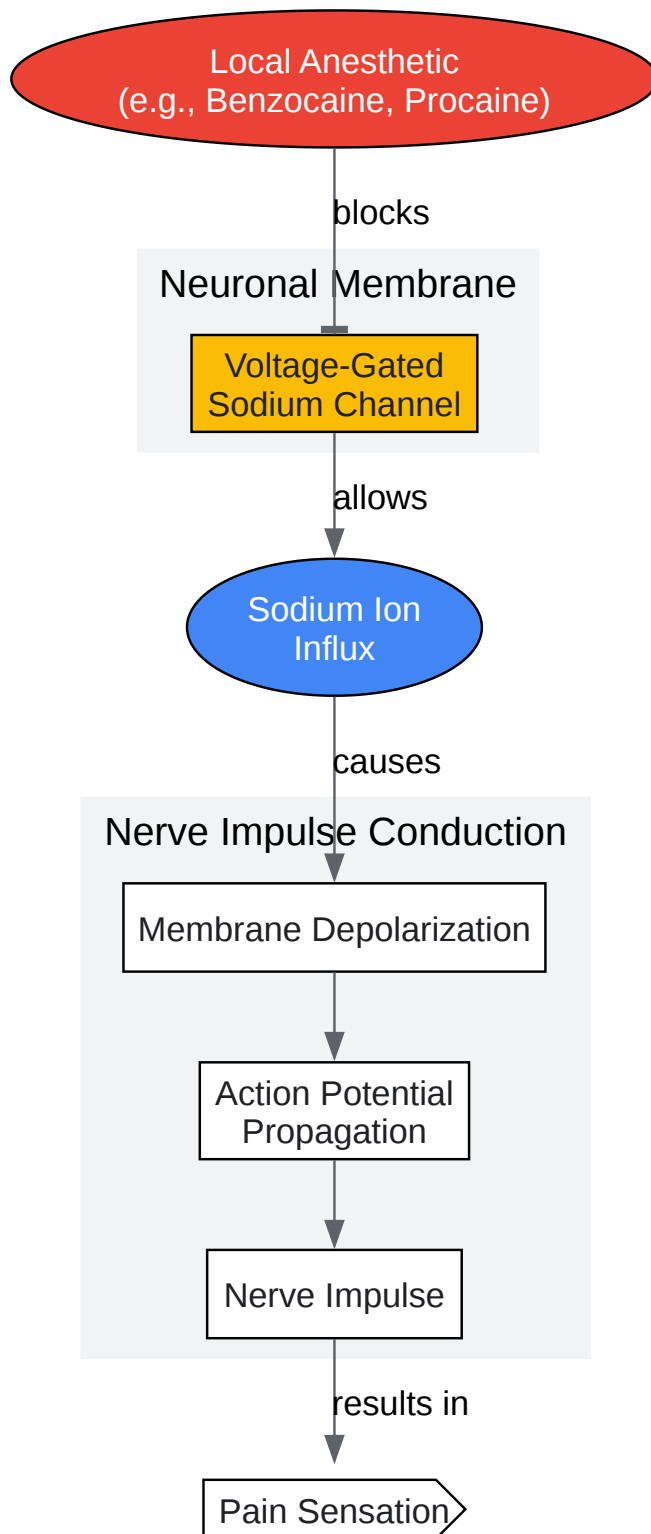 Local Anesthetic
(e.g., Benzocaine, Procaine)
blocks
Neuronal Membrane
Voltage-Gated
Sodium Channel
allows
Sodium Ion
Influx
causes
Nerve Impulse Conduction
Membrane Depolarization
Action Potential
Propagation
Nerve Impulse
results in
Pain Sensation